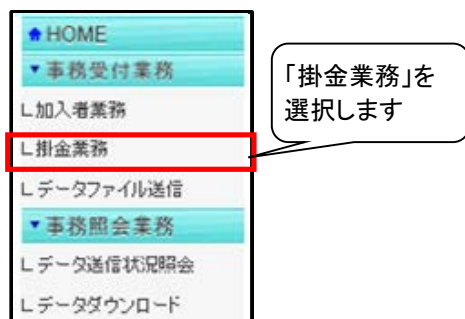 HOME
▼事務受付業務
L加入者業務
L掛金業務
Lデータファイル送信
▼事務照会業務
Lデータ送信状況照会
Lデータダウンロード
「掛金業務」を
選択します